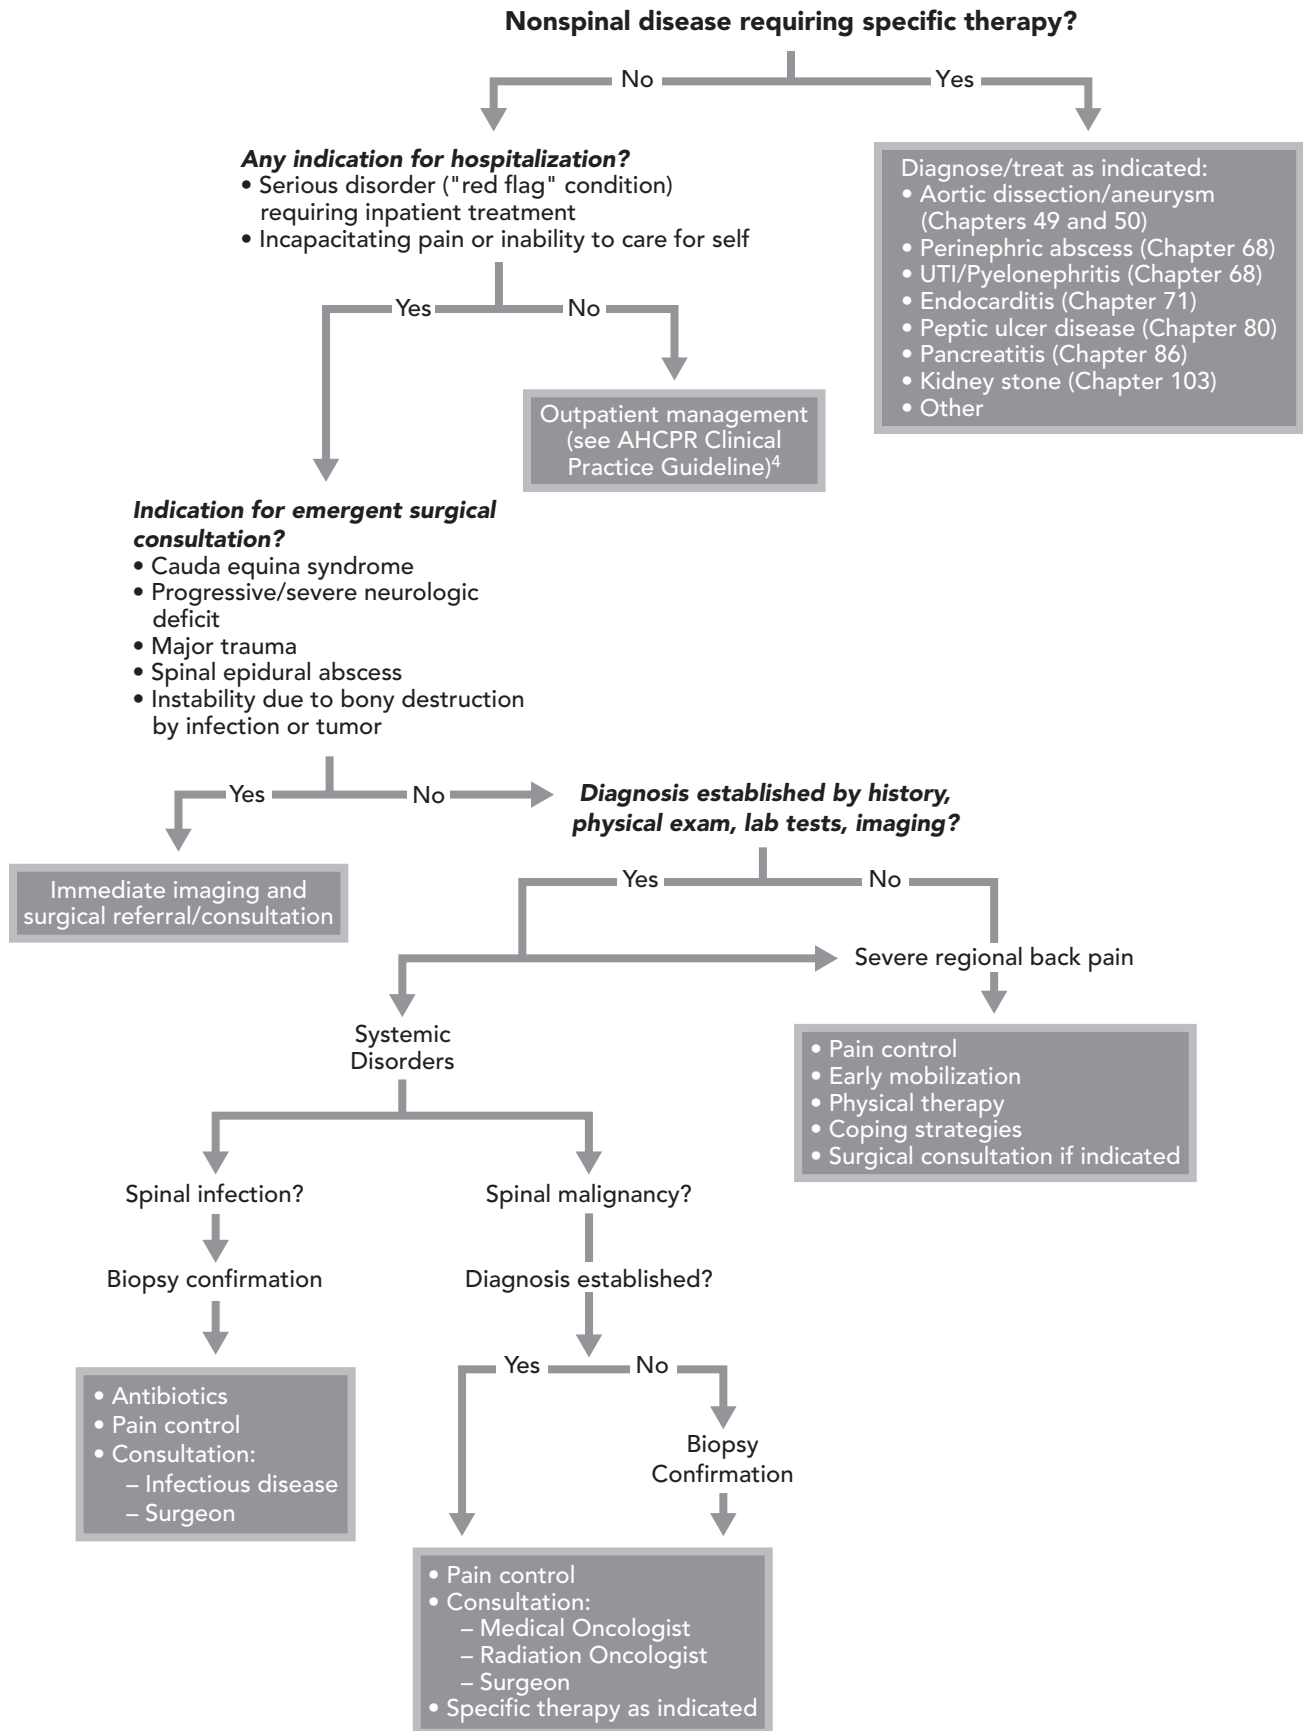 Nonspinal disease requiring specific therapy?
No
Yes
Any indication for hospitalization?
• Serious disorder ("red flag" condition)
requiring inpatient treatment
• Incapacitating pain or inability to care for self
Diagnose/treat as indicated:
• Aortic dissection/aneurysm
(Chapters 49 and 50)
• Perinephric abscess (Chapter 68)
• UTI/Pyelonephritis (Chapter 68)
• Endocarditis (Chapter 71)
• Peptic ulcer disease (Chapter 80)
• Pancreatitis (Chapter 86)
• Kidney stone (Chapter 103)
• Other
Yes
No
Outpatient management
(see AHCPR Clinical
Practice Guideline)4
Indication for emergent surgical
consultation?
• Cauda equina syndrome
• Progressive/severe neurologic
deficit
• Major trauma
• Spinal epidural abscess
• Instability due to bony destruction
by infection or tumor
Yes
No
Immediate imaging and
surgical referral/consultation
Diagnosis established by history,
physical exam, lab tests, imaging?
Yes
No
Severe regional back pain
• Pain control
• Early mobilization
• Physical therapy
• Coping strategies
• Surgical consultation if indicated
Systemic
Disorders
Spinal infection?
Spinal malignancy?
Biopsy confirmation
Diagnosis established?
• Antibiotics
• Pain control
• Consultation:
– Infectious disease
– Surgeon
Yes
No
Biopsy
Confirmation
• Pain control
• Consultation:
– Medical Oncologist
– Radiation Oncologist
– Surgeon
• Specific therapy as indicated